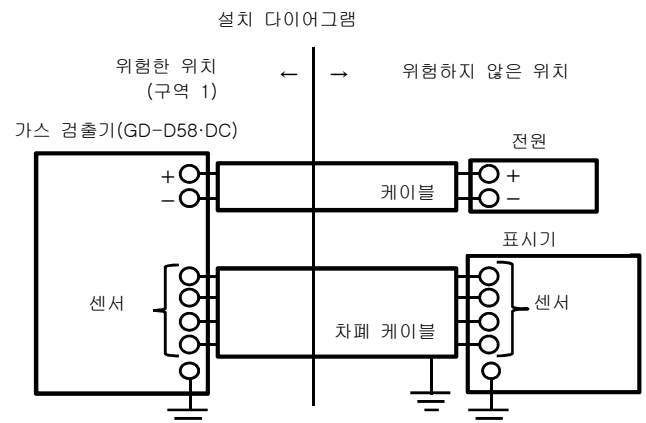 설치 다이어그램
위험한 위치
(구역 1)
← →
위험하지 않은 위치
가스 검출기(GD-D58·DC)
전원
+
−
케이블
+
−
표시기
센서
차폐 케이블
센서